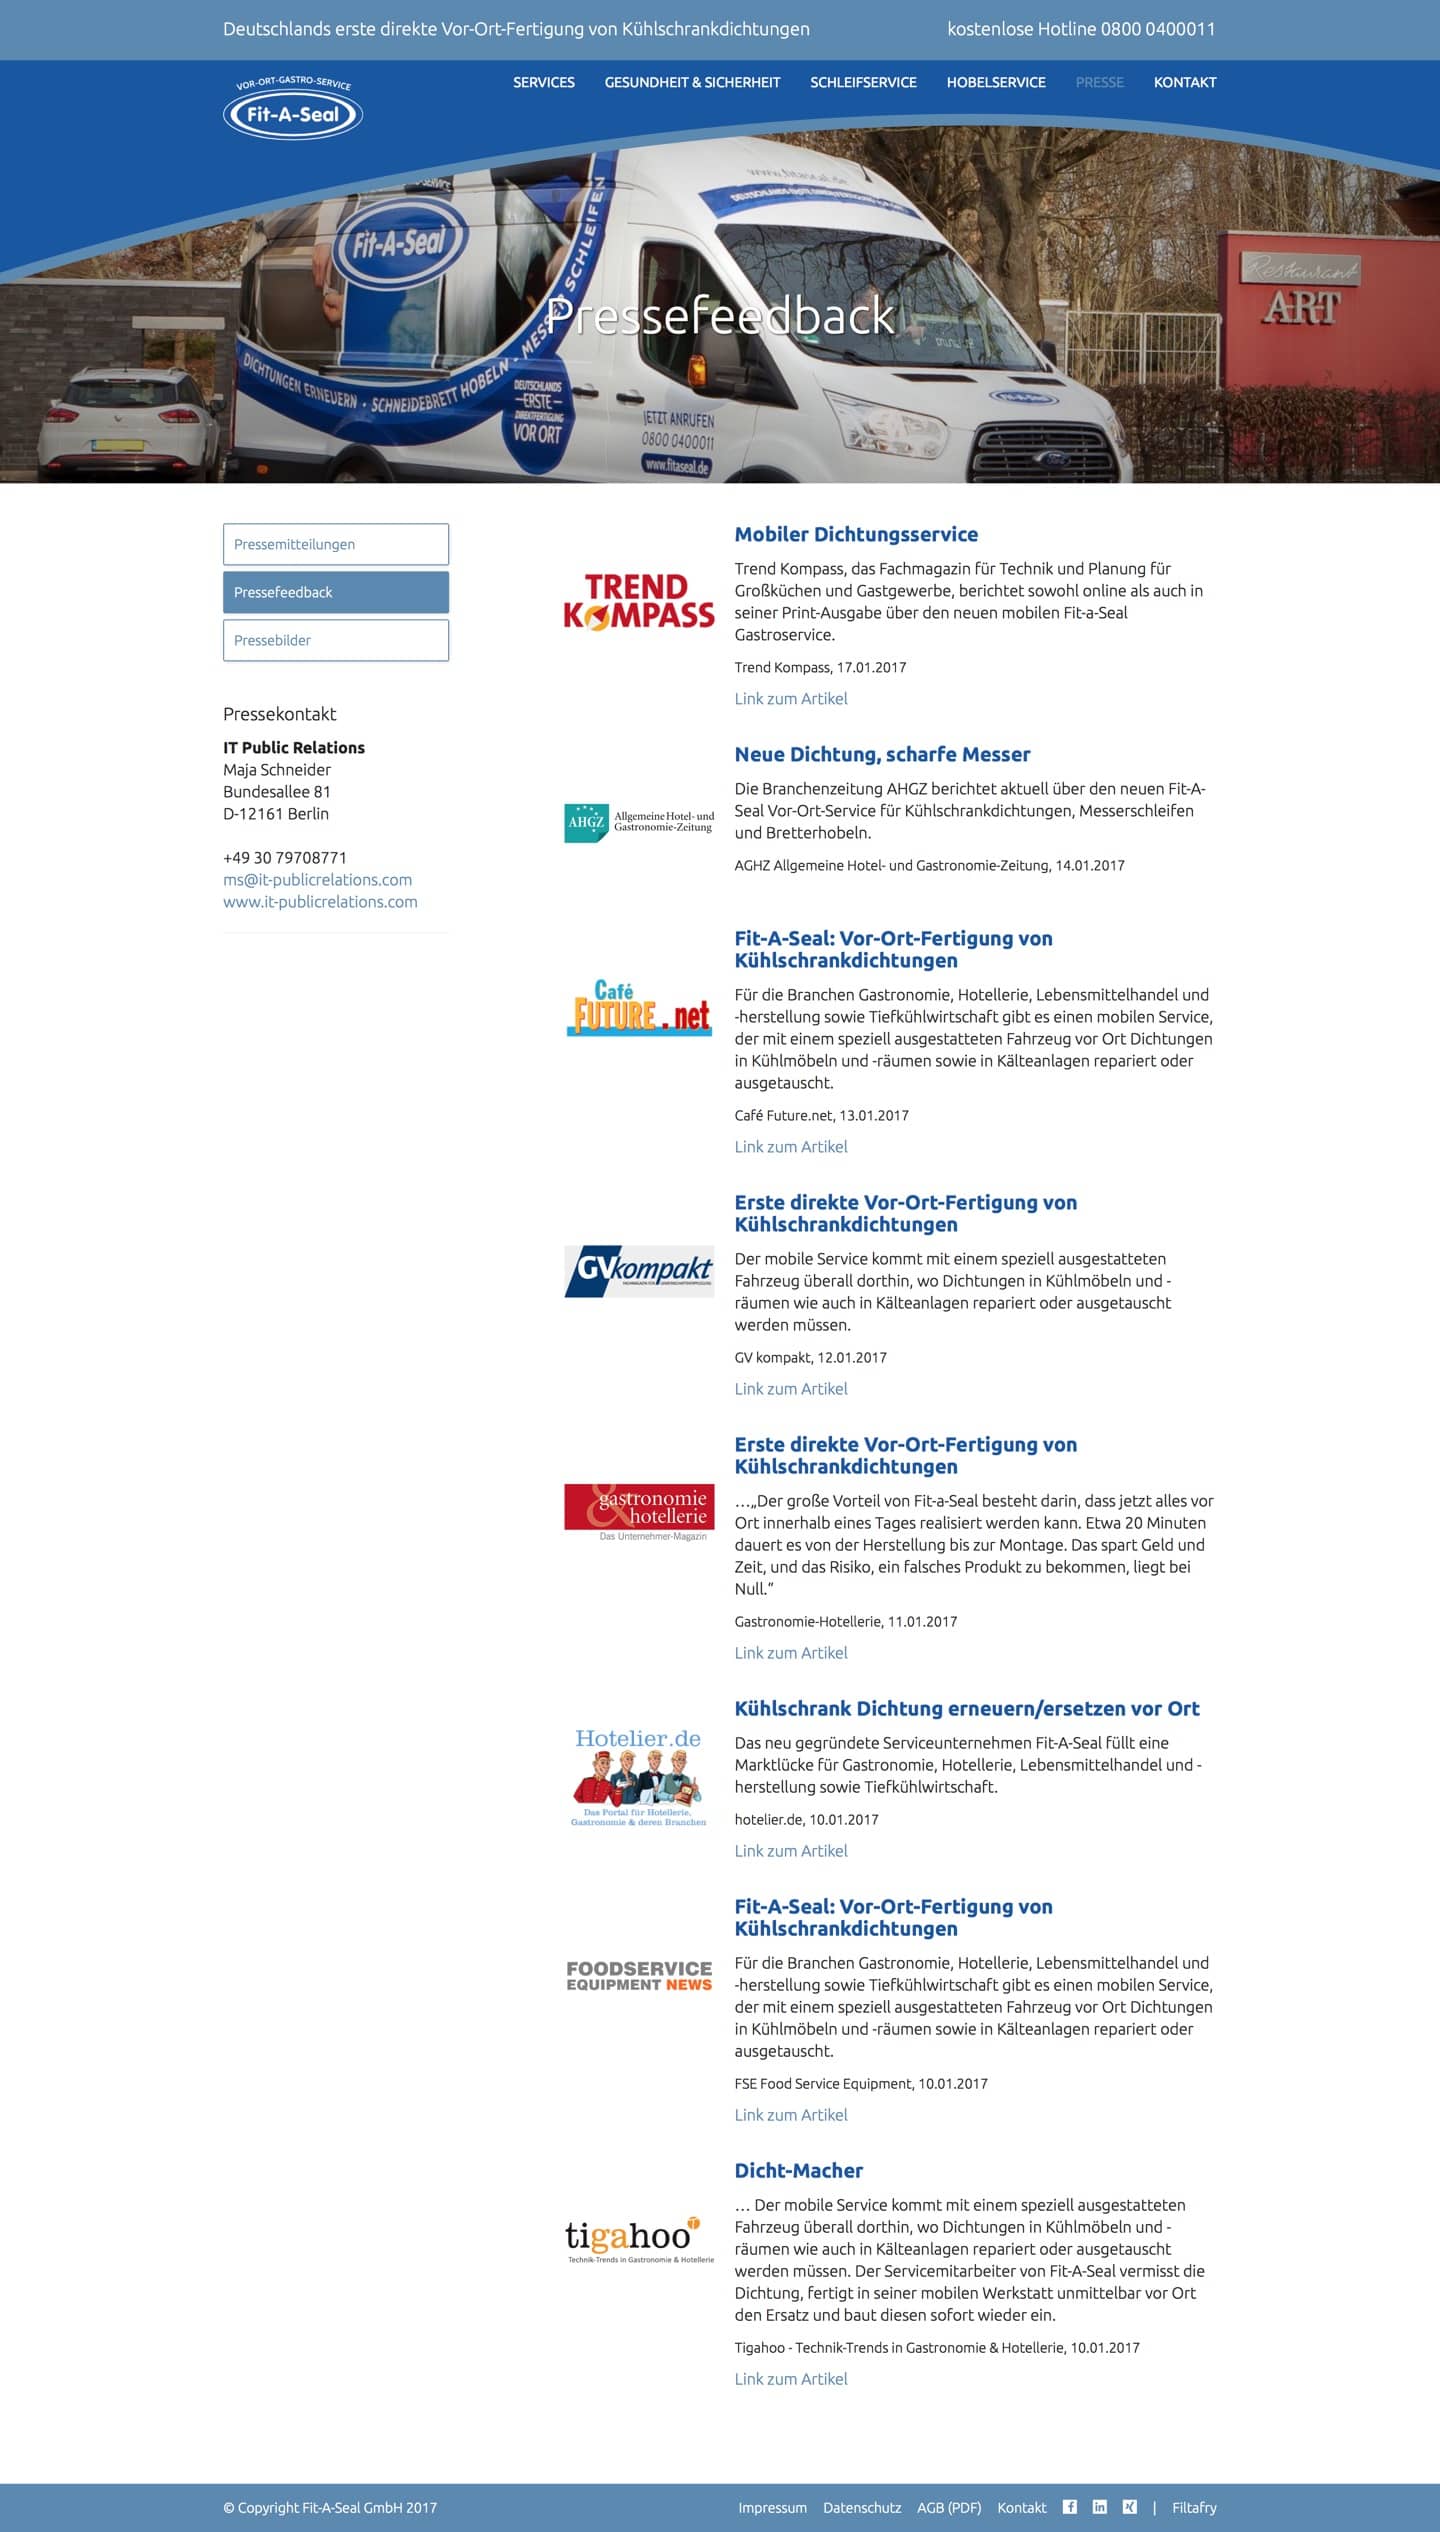 Deutschlands erste direkte Vor-Ort-Fertigung von Kühlschrankdichtungen
kostenlose Hotline 0800 0400011
VOR-ORT-GASTRO-SERVICE
Fit-A-Seal
SERVICES
GESUNDHEIT & SICHERHEIT
SCHLEIFSERVICE
HOBELSERVICE
PRESSE
KONTAKT
www.fitaseal.de
Fit-A-Seal
DICHTUNGEN ERNEUERN · SCHNEIDEBRETT HOBELN · MESSER SCHLEIFEN
DEUTSCHLANDS
ERSTE
DIREKTFERTIGUNG
VOR ORT
JETZT ANRUFEN
0800 0400011
www.fitaseal.de
Fit-A-Seal
Restaurant
ART
Pressefeedback
Pressemitteilungen
Pressefeedback
Pressebilder
Pressekontakt
IT Public Relations
Maja Schneider
Bundesallee 81
D-12161 Berlin
+49 30 79708771
ms@it-publicrelations.com
www.it-publicrelations.com
TREND
KOMPASS
Mobiler Dichtungsservice
Trend Kompass, das Fachmagazin für Technik und Planung für
Großküchen und Gastgewerbe, berichtet sowohl online als auch in
seiner Print-Ausgabe über den neuen mobilen Fit-a-Seal
Gastroservice.
Trend Kompass, 17.01.2017
Link zum Artikel
AHGZ
Allgemeine Hotel- und
Gastronomie-Zeitung
Neue Dichtung, scharfe Messer
Die Branchenzeitung AHGZ berichtet aktuell über den neuen Fit-A-
Seal Vor-Ort-Service für Kühlschrankdichtungen, Messerschleifen
und Bretterhobeln.
AGHZ Allgemeine Hotel- und Gastronomie-Zeitung, 14.01.2017
Café
FUTURE.net
Fit-A-Seal: Vor-Ort-Fertigung von
Kühlschrankdichtungen
Für die Branchen Gastronomie, Hotellerie, Lebensmittelhandel und
-herstellung sowie Tiefkühlwirtschaft gibt es einen mobilen Service,
der mit einem speziell ausgestatteten Fahrzeug vor Ort Dichtungen
in Kühlmöbeln und -räumen sowie in Kälteanlagen repariert oder
ausgetauscht.
Café Future.net, 13.01.2017
Link zum Artikel
GVkompakt
Erste direkte Vor-Ort-Fertigung von
Kühlschrankdichtungen
Der mobile Service kommt mit einem speziell ausgestatteten
Fahrzeug überall dorthin, wo Dichtungen in Kühlmöbeln und -
räumen wie auch in Kälteanlagen repariert oder ausgetauscht
werden müssen.
GV kompakt, 12.01.2017
Link zum Artikel
gastronomie
& hotellerie
Das Unternehmer-Magazin
Erste direkte Vor-Ort-Fertigung von
Kühlschrankdichtungen
…„Der große Vorteil von Fit-a-Seal besteht darin, dass jetzt alles vor
Ort innerhalb eines Tages realisiert werden kann. Etwa 20 Minuten
dauert es von der Herstellung bis zur Montage. Das spart Geld und
Zeit, und das Risiko, ein falsches Produkt zu bekommen, liegt bei
Null.“
Gastronomie-Hotellerie, 11.01.2017
Link zum Artikel
Hotelier.de
Das Portal für Hotellerie,
Gastronomie & deren Branchen
Kühlschrank Dichtung erneuern/ersetzen vor Ort
Das neu gegründete Serviceunternehmen Fit-A-Seal füllt eine
Marktlücke für Gastronomie, Hotellerie, Lebensmittelhandel und -
herstellung sowie Tiefkühlwirtschaft.
hotelier.de, 10.01.2017
Link zum Artikel
FOODSERVICE
EQUIPMENT NEWS
Fit-A-Seal: Vor-Ort-Fertigung von
Kühlschrankdichtungen
Für die Branchen Gastronomie, Hotellerie, Lebensmittelhandel und
-herstellung sowie Tiefkühlwirtschaft gibt es einen mobilen Service,
der mit einem speziell ausgestatteten Fahrzeug vor Ort Dichtungen
in Kühlmöbeln und -räumen sowie in Kälteanlagen repariert oder
ausgetauscht.
FSE Food Service Equipment, 10.01.2017
Link zum Artikel
tigahoo
Technik-Trends in Gastronomie & Hotellerie
Dicht-Macher
… Der mobile Service kommt mit einem speziell ausgestatteten
Fahrzeug überall dorthin, wo Dichtungen in Kühlmöbeln und -
räumen wie auch in Kälteanlagen repariert oder ausgetauscht
werden müssen. Der Servicemitarbeiter von Fit-A-Seal vermisst die
Dichtung, fertigt in seiner mobilen Werkstatt unmittelbar vor Ort
den Ersatz und baut diesen sofort wieder ein.
Tigahoo - Technik-Trends in Gastronomie & Hotellerie, 10.01.2017
Link zum Artikel
© Copyright Fit-A-Seal GmbH 2017
Impressum
Datenschutz
AGB (PDF)
Kontakt
|
Filtafry